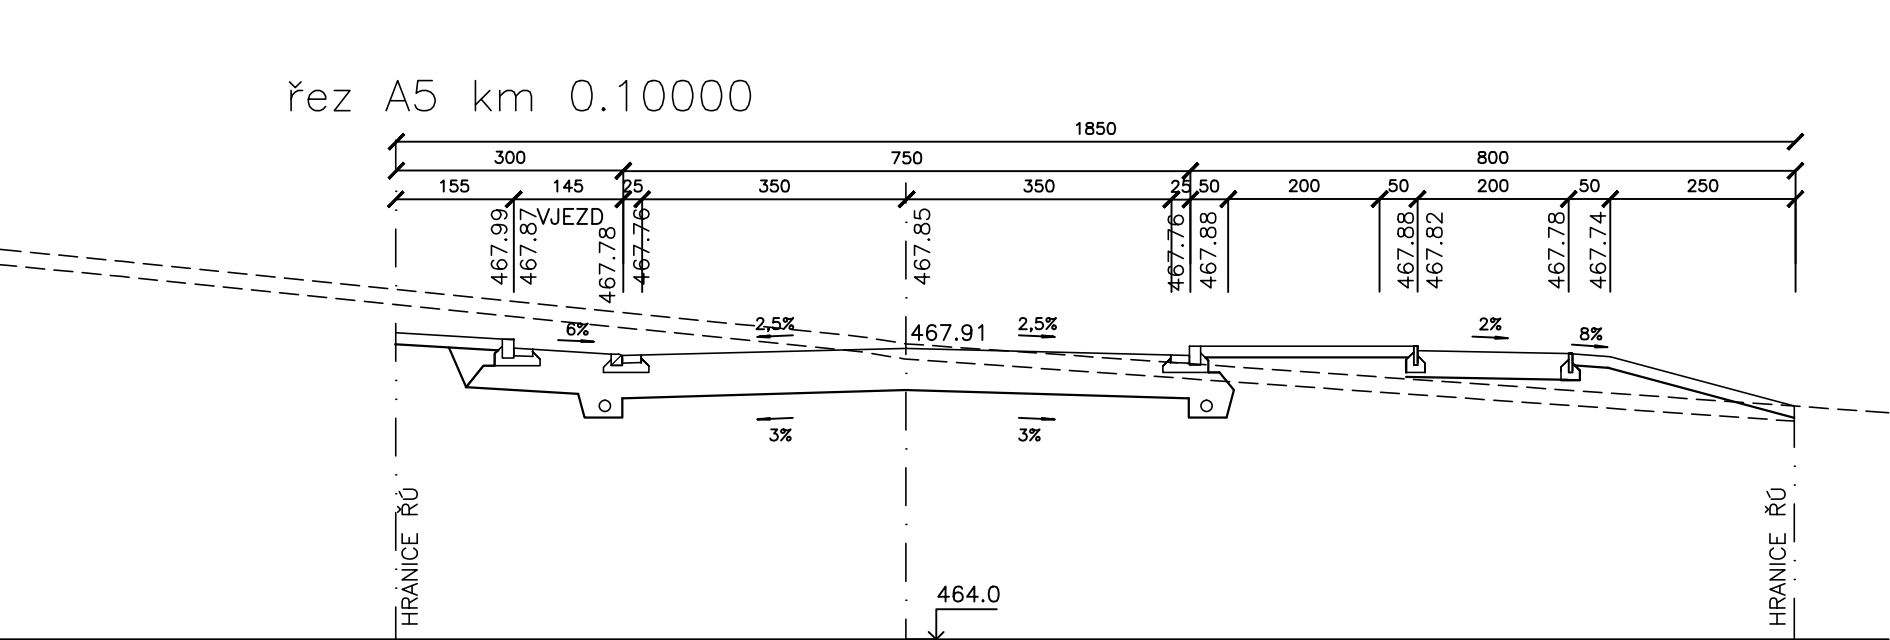 řez A5 km 0.10000
1850
300 750 800
155 145 25 350 350 25 50 200 50 200 50 250
VJEZD
467.99 467.87 467.78 467.76 467.85 467.76 467.88 467.88 467.82 467.78 467.74
6% 2,5% 467.91 2,5% 2% 8%
3% 3%
HRANICE ŘÚ HRANICE ŘÚ
464.0